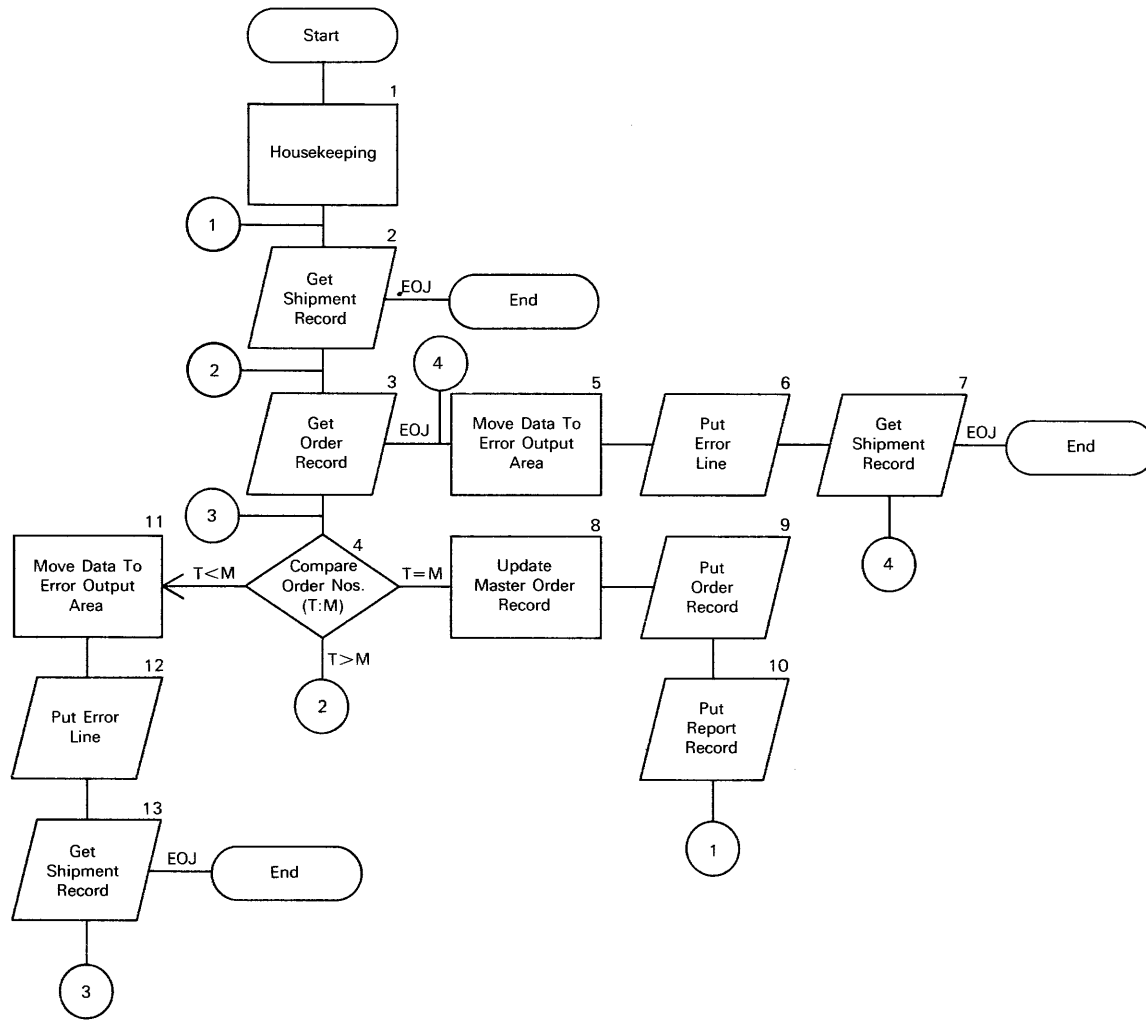 Start
1
Housekeeping
1
2
Get
Shipment
Record
EOJ
End
2
4
3
Get
Order
Record
EOJ
5
Move Data To
Error Output
Area
6
Put
Error
Line
7
Get
Shipment
Record
EOJ
End
3
4
4
Compare
Order Nos.
(T:M)
T<M
T=M
T>M
2
11
Move Data To
Error Output
Area
8
Update
Master Order
Record
9
Put
Order
Record
10
Put
Report
Record
1
12
Put Error
Line
13
Get
Shipment
Record
EOJ
End
3